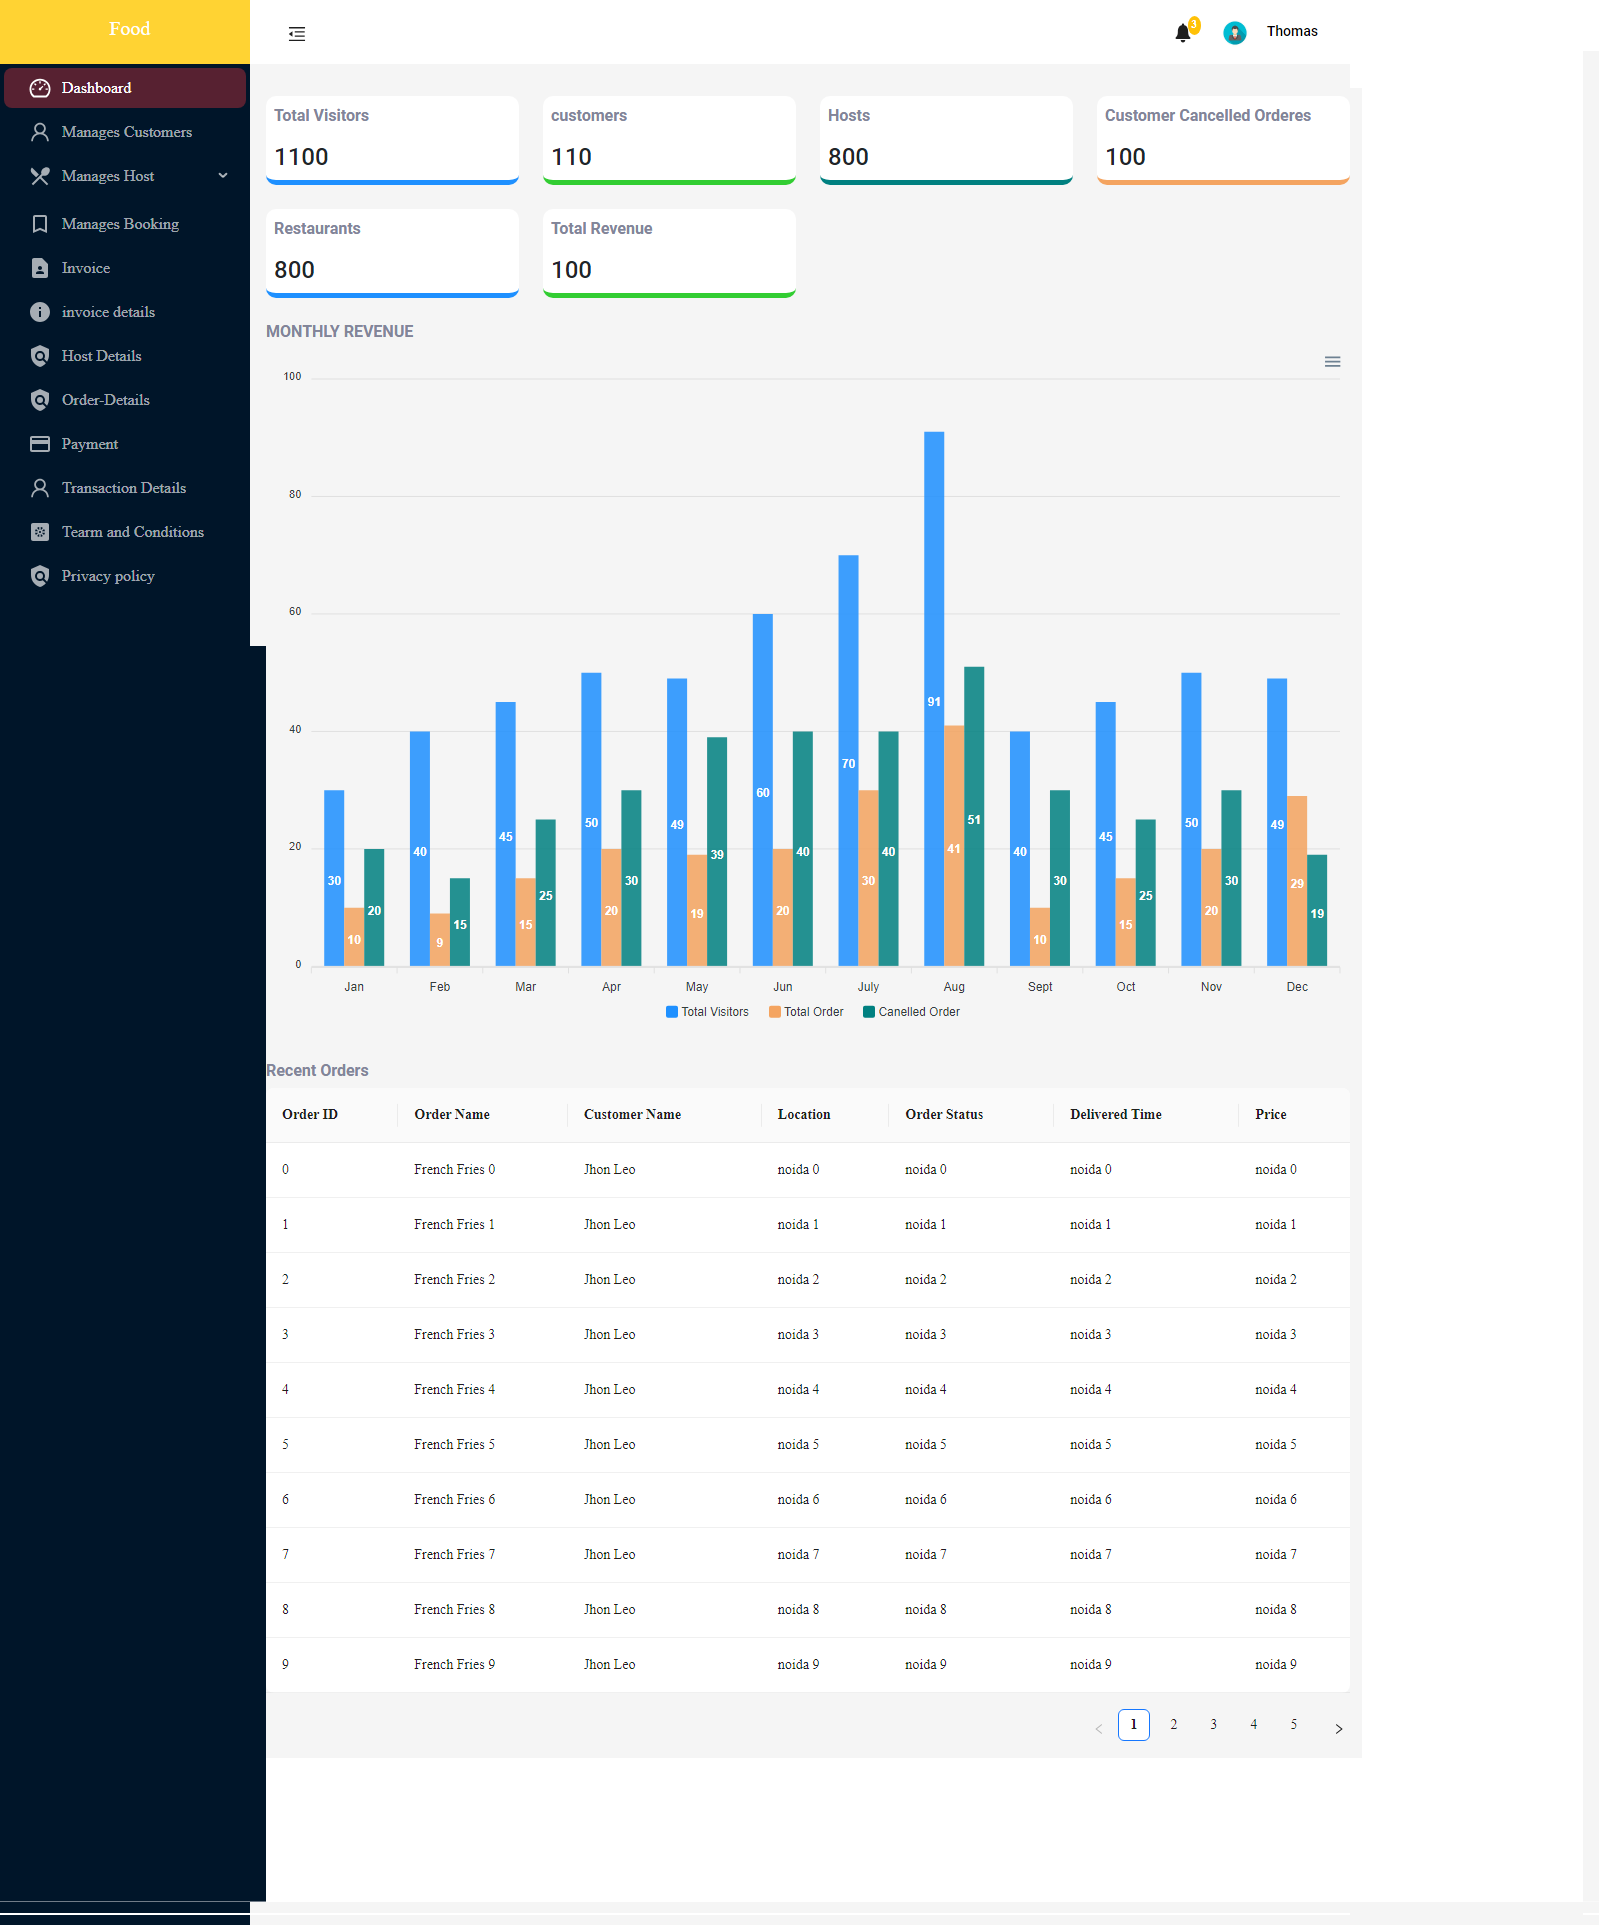 Food
3
Thomas
Dashboard
Manages Customers
Manages Host
Manages Booking
Invoice
invoice details
Host Details
Order-Details
Payment
Transaction Details
Tearm and Conditions
Privacy policy
Total Visitors
1100
customers
110
Hosts
800
Customer Cancelled Orderes
100
Restaurants
800
Total Revenue
100
MONTHLY REVENUE
100
80
60
40
20
0
30 10 20
40 9 15
45 15 25
50 20 30
49 19 39
60 20 40
70 30 40
91 41 51
40 10 30
45 15 25
50 20 30
49 29 19
Jan Feb Mar Apr May Jun July Aug Sept Oct Nov Dec
Total Visitors Total Order Canelled Order
Recent Orders
Order ID Order Name Customer Name Location Order Status Delivered Time Price
0 French Fries 0 Jhon Leo noida 0 noida 0 noida 0 noida 0
1 French Fries 1 Jhon Leo noida 1 noida 1 noida 1 noida 1
2 French Fries 2 Jhon Leo noida 2 noida 2 noida 2 noida 2
3 French Fries 3 Jhon Leo noida 3 noida 3 noida 3 noida 3
4 French Fries 4 Jhon Leo noida 4 noida 4 noida 4 noida 4
5 French Fries 5 Jhon Leo noida 5 noida 5 noida 5 noida 5
6 French Fries 6 Jhon Leo noida 6 noida 6 noida 6 noida 6
7 French Fries 7 Jhon Leo noida 7 noida 7 noida 7 noida 7
8 French Fries 8 Jhon Leo noida 8 noida 8 noida 8 noida 8
9 French Fries 9 Jhon Leo noida 9 noida 9 noida 9 noida 9
< 1 2 3 4 5 >